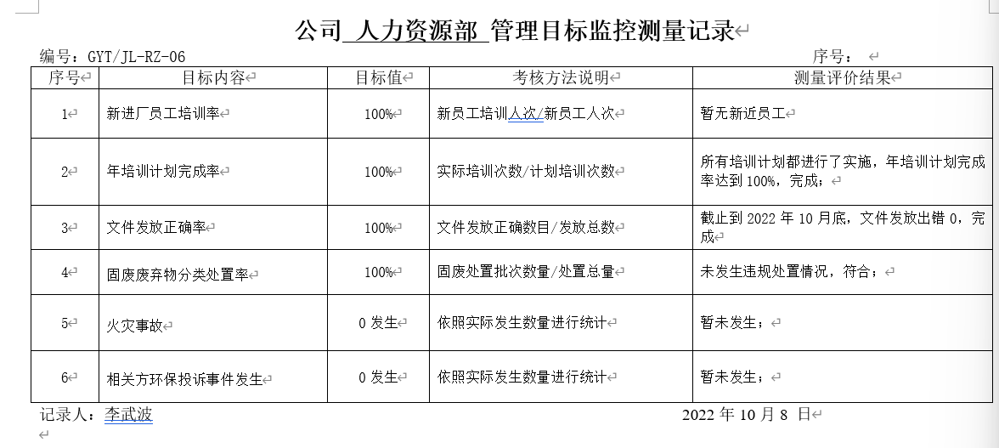 公司 人力资源部 管理目标监控测量记录
编号：GYT/JL-RZ-06 序号：
序号 目标内容 目标值 考核方法说明 测量评价结果
1 新进厂员工培训率 100% 新员工培训人次/新员工人次 暂无新近员工
2 年培训计划完成率 100% 实际培训次数/计划培训次数 所有培训计划都进行了实施，年培训计划完成
率达到 100%，完成；
3 文件发放正确率 100% 文件发放正确数目/发放总数 截止到 2022 年 10 月底，文件发放出错 0，完
成
4 固废废弃物分类处置率 100% 固废处置批次数量/处置总量 未发生违规处置情况，符合；
5 火灾事故 0 发生 依照实际发生数量进行统计 暂未发生；
6 相关方环保投诉事件发生 0 发生 依照实际发生数量进行统计 暂未发生；
记录人：李武波 2022 年 10 月 8 日